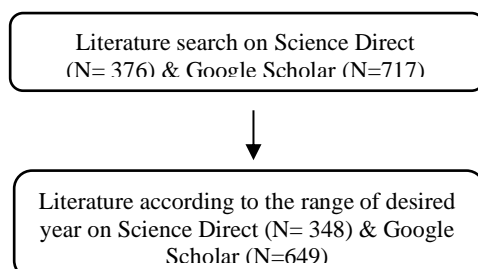 Literature search on Science Direct
(N= 376) & Google Scholar (N=717)
Literature according to the range of desired
year on Science Direct (N= 348) & Google
Scholar (N=649)